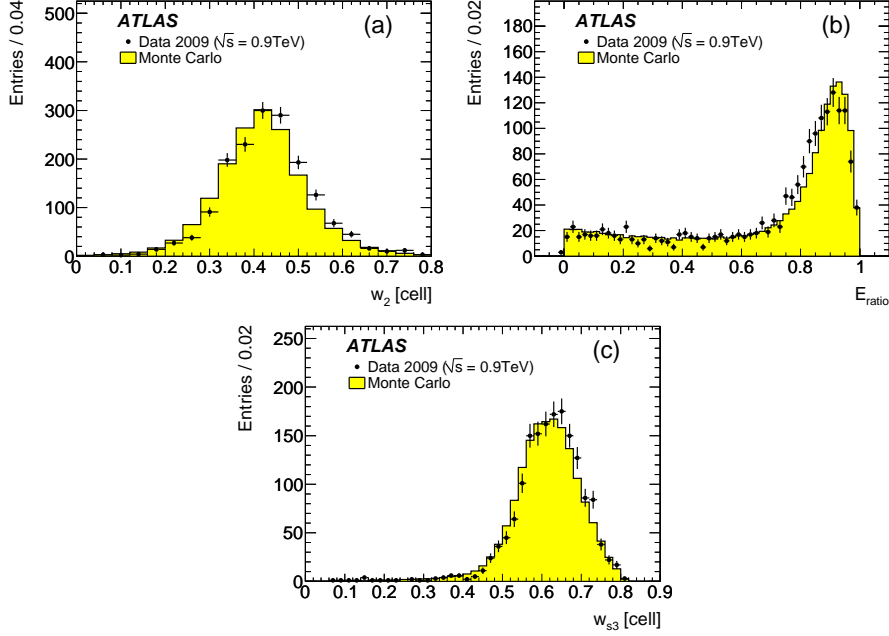 Entries / 0.04
500
400
300
200
100
0
ATLAS
(a)
Data 2009 (√s = 0.9TeV)
Monte Carlo
0 0.1 0.2 0.3 0.4 0.5 0.6 0.7 0.8
w2 [cell]
Entries / 0.02
180
160
140
120
100
80
60
40
20
0
ATLAS
(b)
Data 2009 (√s = 0.9TeV)
Monte Carlo
0 0.2 0.4 0.6 0.8 1
Eratio
Entries / 0.02
250
200
150
100
50
0
ATLAS
(c)
Data 2009 (√s = 0.9TeV)
Monte Carlo
0 0.1 0.2 0.3 0.4 0.5 0.6 0.7 0.8 0.9
ws3 [cell]